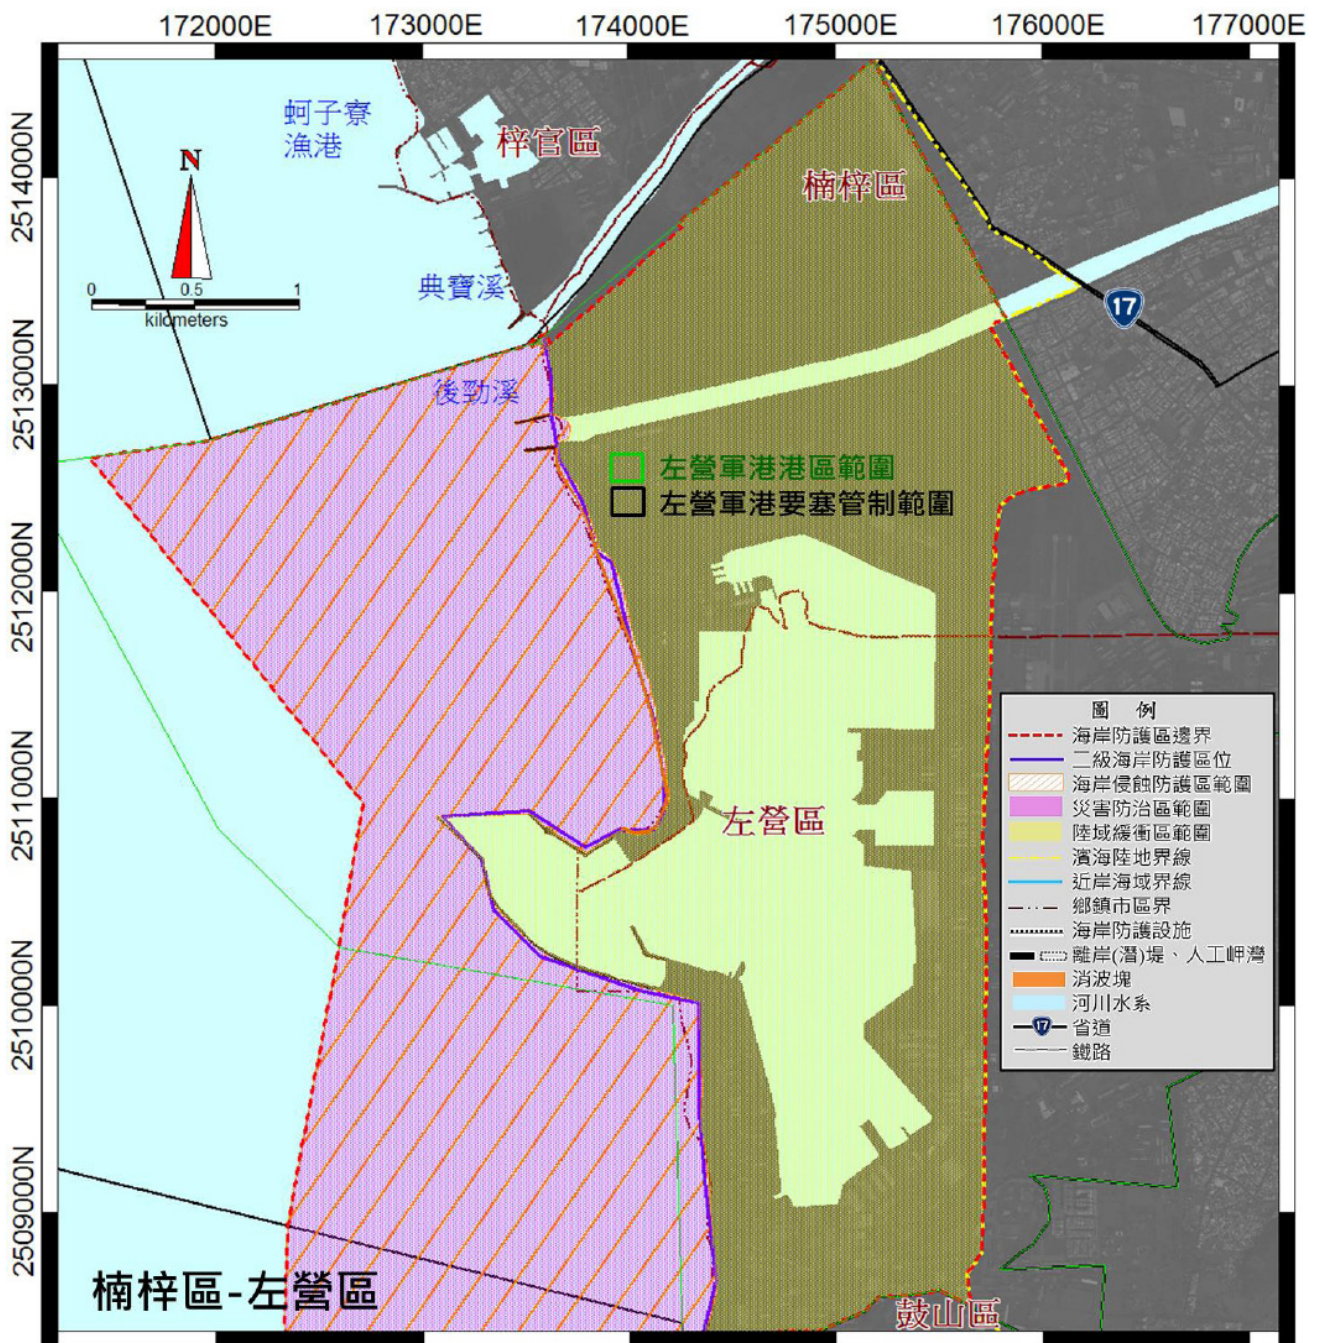 172000E 173000E 174000E 175000E 176000E 177000E
2514000N
2513000N
2512000N
2511000N
2510000N
2509000N
蚵子寮
漁港
梓官區
楠梓區
N
0 0.5 1
kilometers
典寶溪
17
後勁溪
左營軍港港區範圍
左營軍港要塞管制範圍
左營區
圖 例
海岸防護區邊界
二級海岸防護區位
海岸侵蝕防護區範圍
災害防治區範圍
陸域緩衝區範圍
濱海陸地界線
近岸海域界線
鄉鎮市區界
海岸防護設施
離岸(潛)堤、人工岬灣
消波塊
河川水系
17 省道
鐵路
楠梓區-左營區
鼓山區